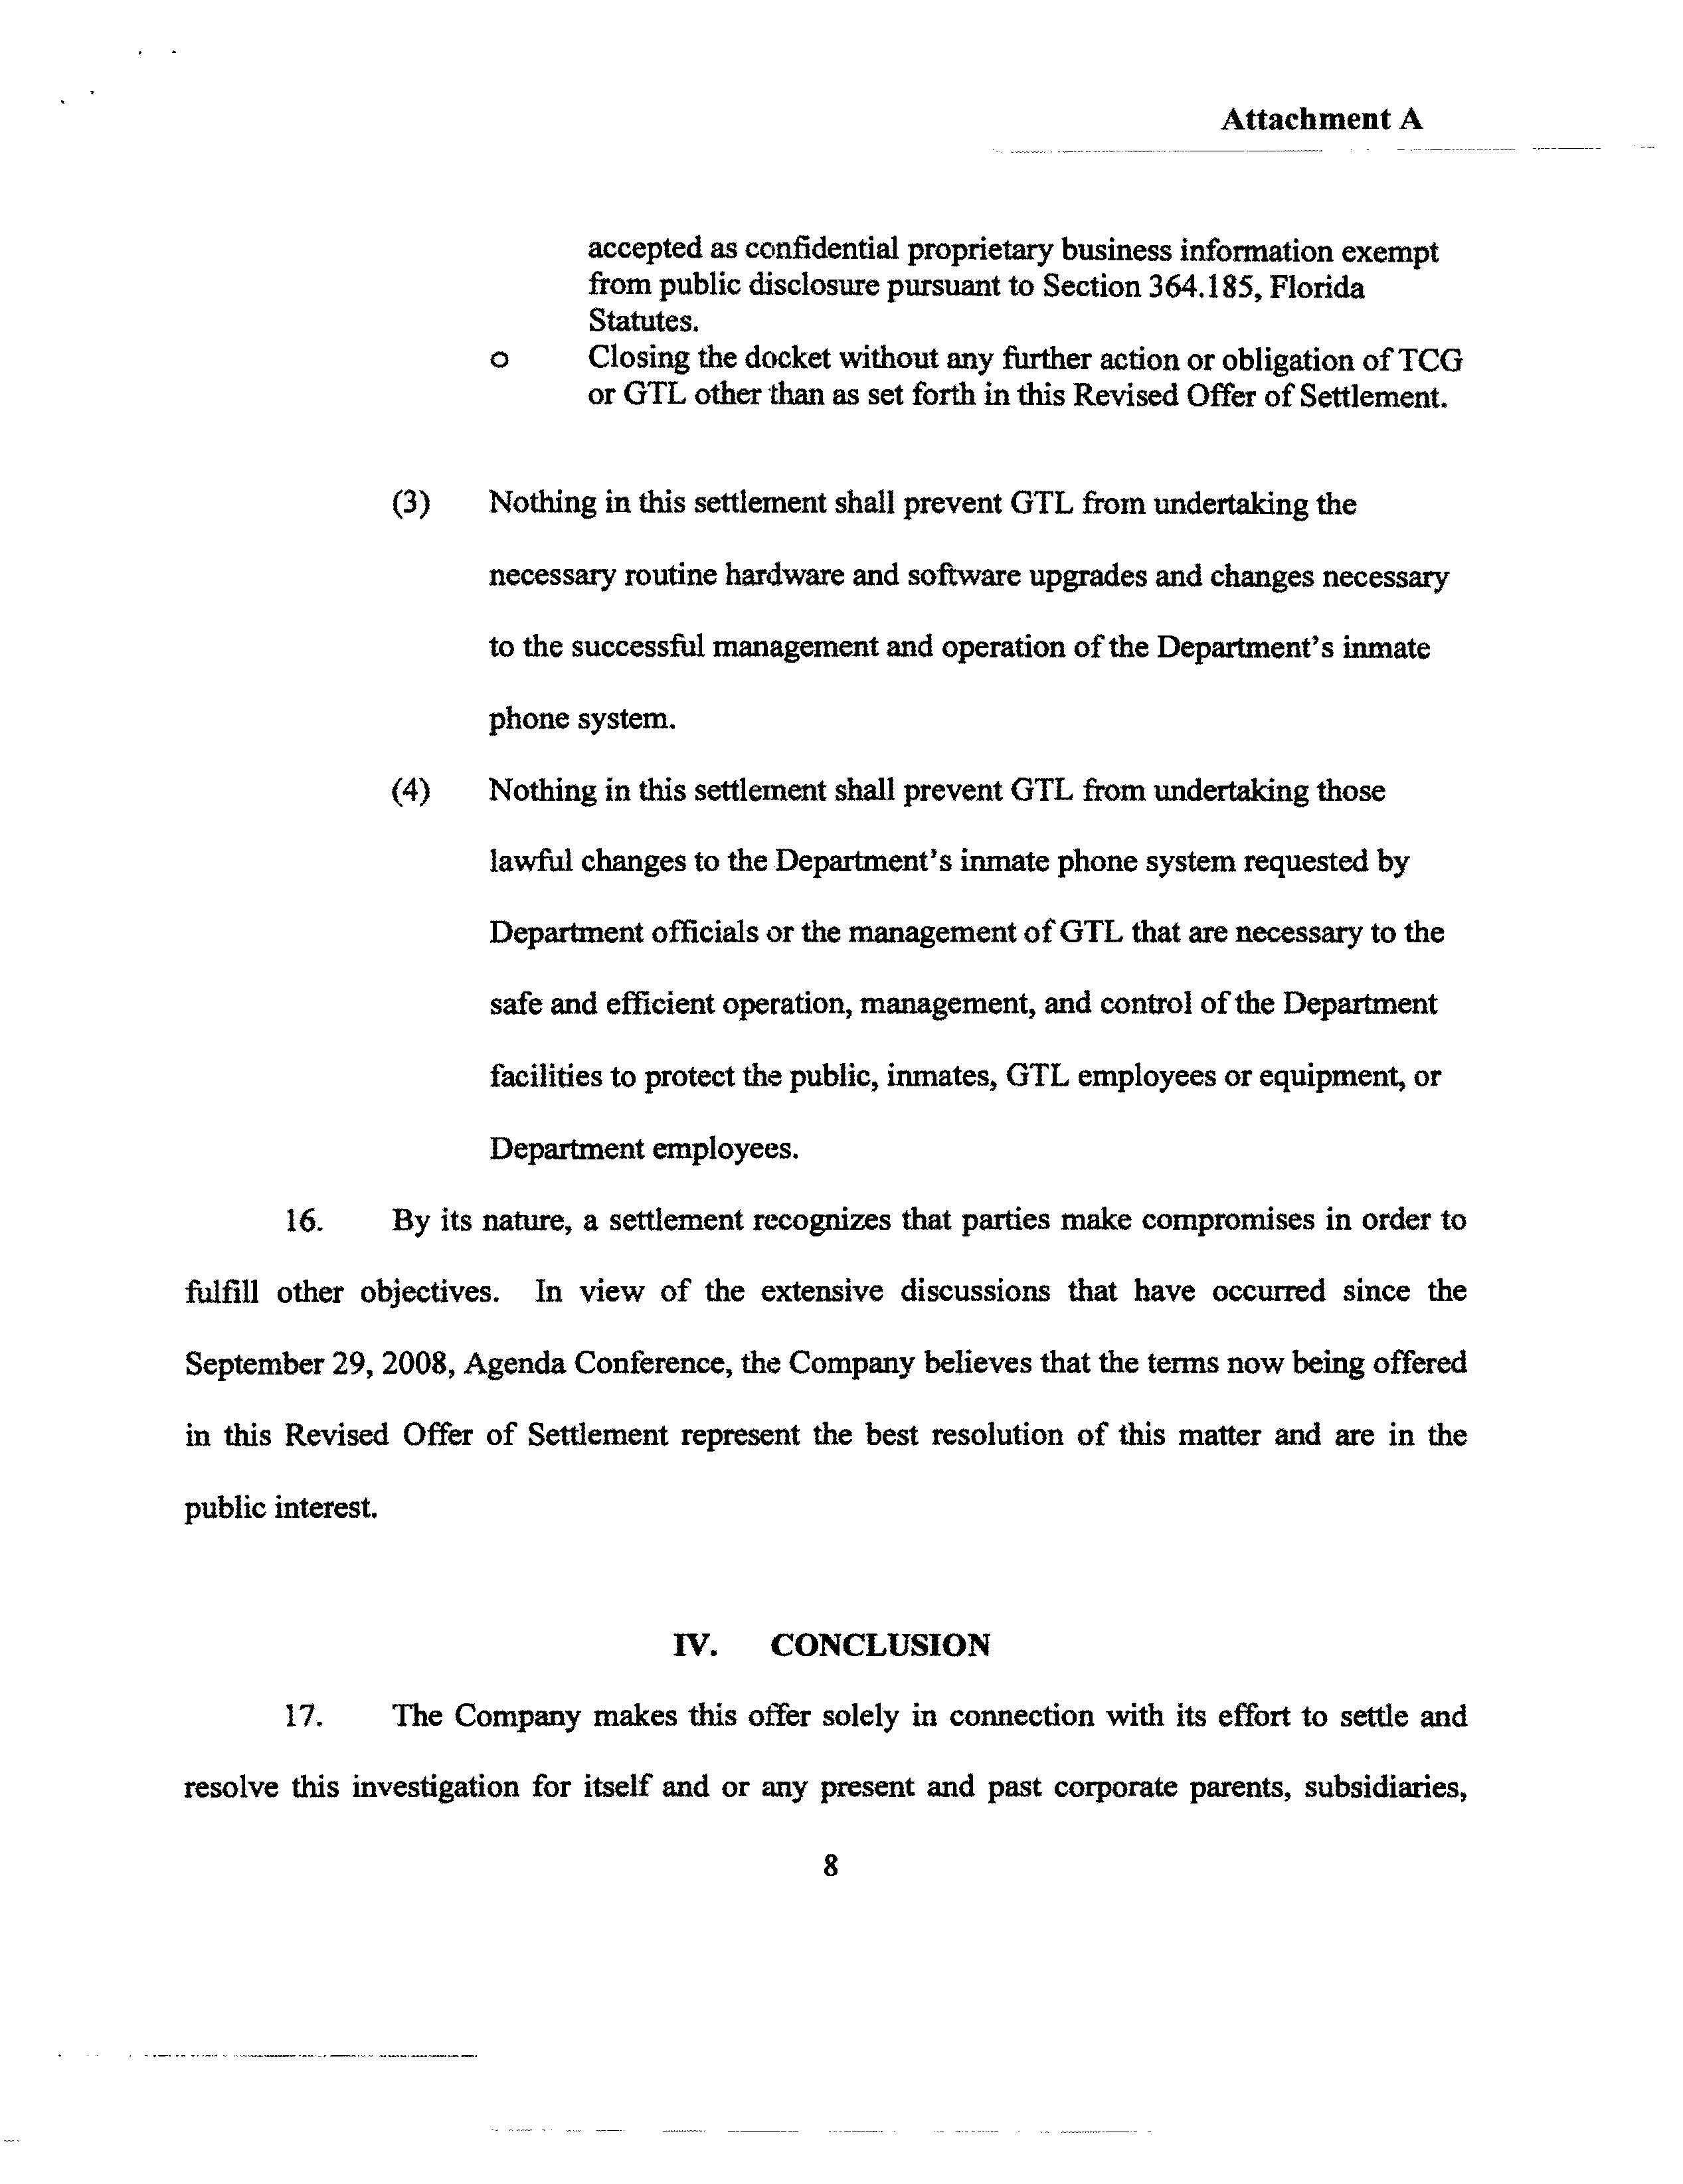 Attachment A
accepted as confidential proprietary business information exempt
from public disclosure pursuant to Section 364.185, Florida
Statutes.
o Closing the docket without any further action or obligation of TCG
or GTL other than as set forth in this Revised Offer of Settlement.
(3) Nothing in this settlement shall prevent GTL from undertaking the
necessary routine hardware and software upgrades and changes necessary
to the successful management and operation of the Department's inmate
phone system.
(4) Nothing in this settlement shall prevent GTL from undertaking those
lawful changes to the Department's inmate phone system requested by
Department officials or the management of GTL that are necessary to the
safe and efficient operation, management, and control of the Department
facilities to protect the public, inmates, GTL employees or equipment, or
Department employees.
16. By its nature, a settlement recognizes that parties make compromises in order to
fulfill other objectives. In view of the extensive discussions that have occurred since the
September 29, 2008, Agenda Conference, the Company believes that the terms now being offered
in this Revised Offer of Settlement represent the best resolution of this matter and are in the
public interest.
IV. CONCLUSION
17. The Company makes this offer solely in connection with its effort to settle and
resolve this investigation for itself and or any present and past corporate parents, subsidiaries,
8